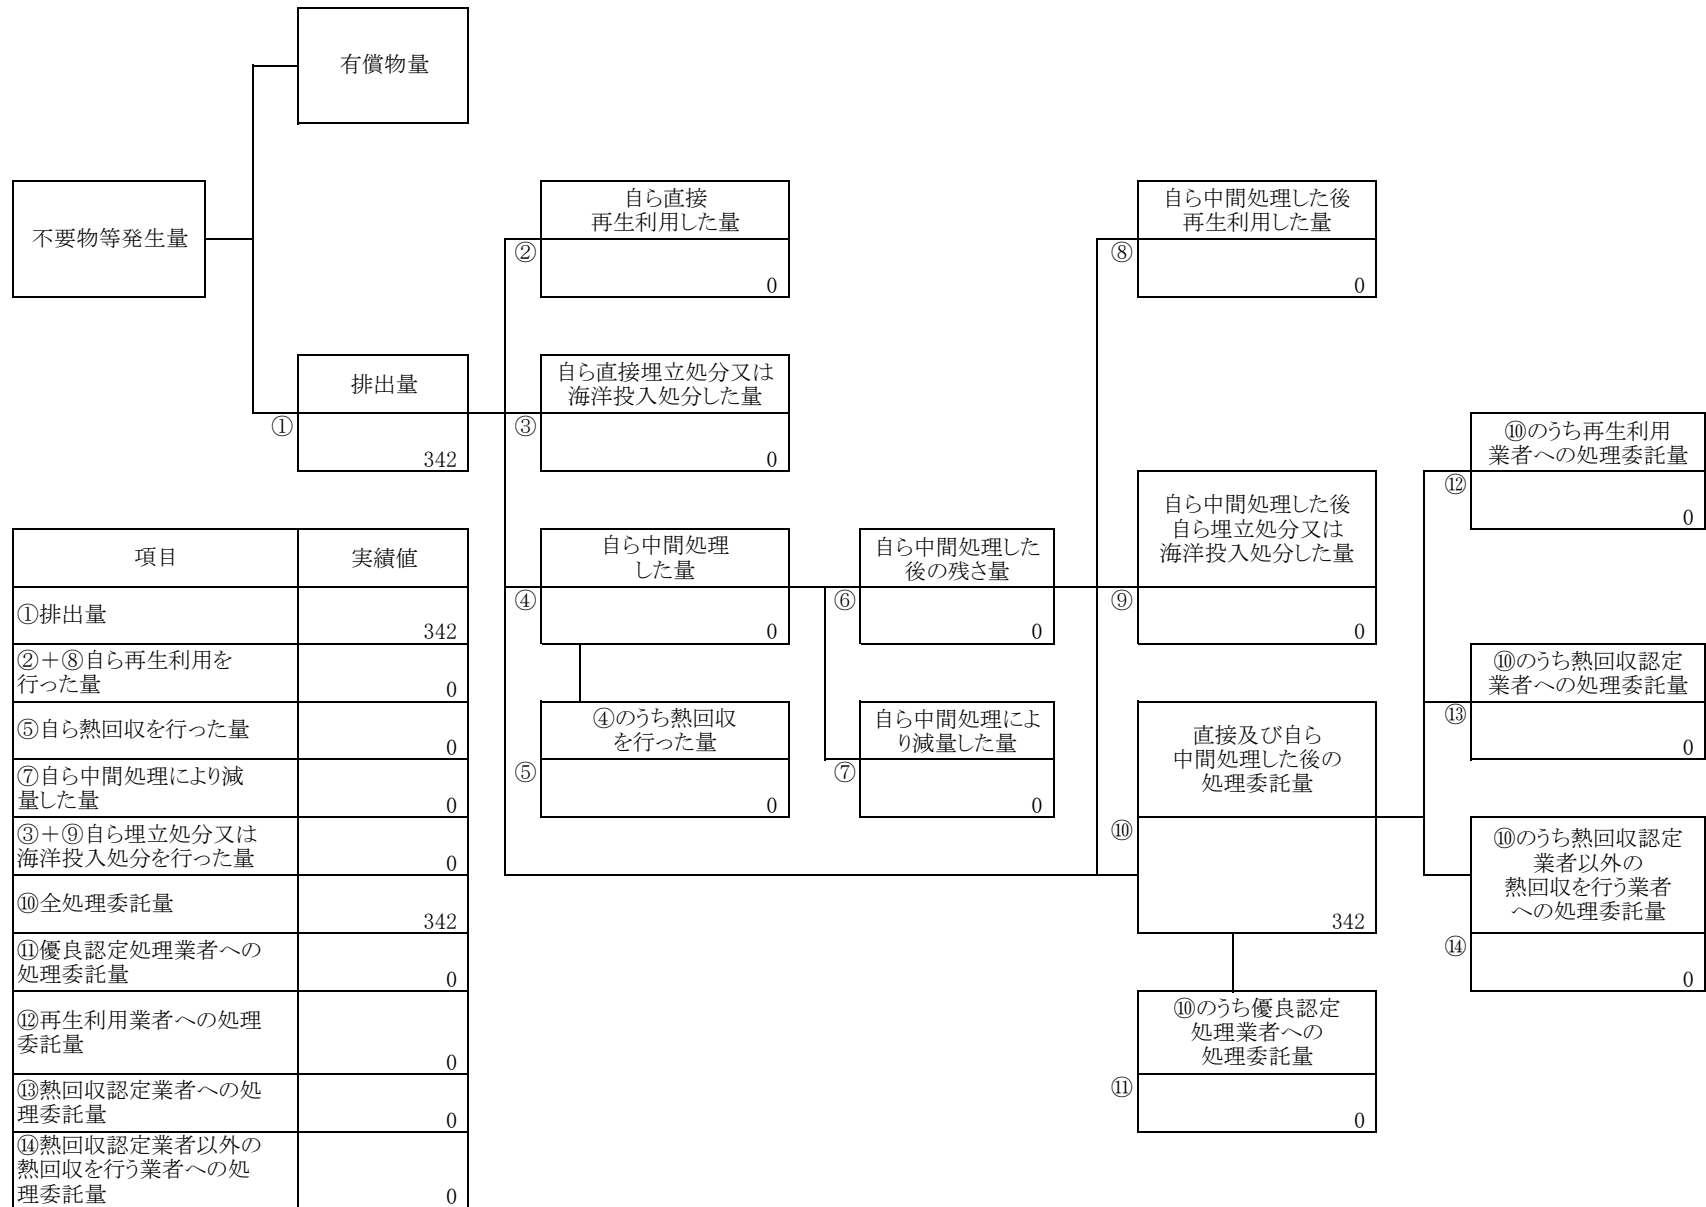 有償物量
不要物等発生量
自ら直接
再生利用した量
②
0
自ら中間処理した後
再生利用した量
⑧
0
排出量
①
342
自ら直接埋立処分又は
海洋投入処分した量
③
0
⑩のうち再生利用
業者への処理委託量
⑫
0
自ら中間処理
した量
④
0
自ら中間処理した
後の残さ量
⑥
0
自ら中間処理した後
自ら埋立処分又は
海洋投入処分した量
⑨
0
⑩のうち熱回収認定
業者への処理委託量
⑬
0
④のうち熱回収
を行った量
⑤
0
自ら中間処理によ
り減量した量
⑦
0
直接及び自ら
中間処理した後の
処理委託量
⑩
342
⑩のうち熱回収認定
業者以外の
熱回収を行う業者
への処理委託量
⑭
0
⑩のうち優良認定
処理業者への
処理委託量
⑪
0
項目 実績値
①排出量
342
②＋⑧自ら再生利用を
行った量
0
⑤自ら熱回収を行った量
0
⑦自ら中間処理により減
量した量
0
③＋⑨自ら埋立処分又は
海洋投入処分を行った量
0
⑩全処理委託量
342
⑪優良認定処理業者への
処理委託量
0
⑫再生利用業者への処理
委託量
0
⑬熱回収認定業者への処
理委託量
0
⑭熱回収認定業者以外の
熱回収を行う業者への処
理委託量
0